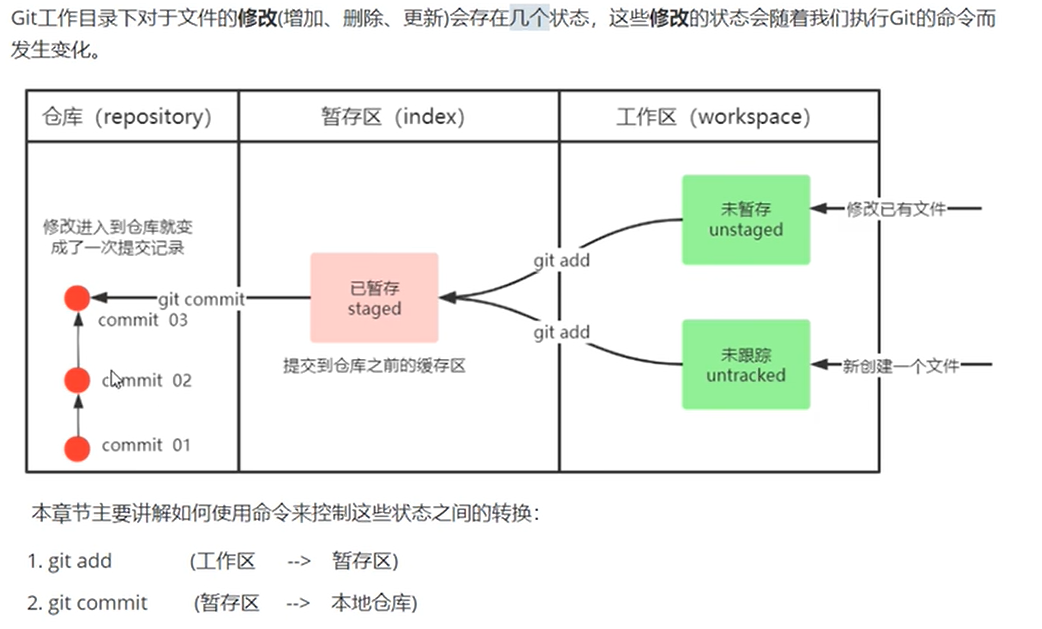 Git工作目录下对于文件的修改(增加、删除、更新)会存在几个状态，这些修改的状态会随着我们执行Git的命令而
发生变化。
仓库（repository）
暂存区（index）
工作区（workspace）
修改进入到仓库就变
成了一次提交记录
git commit
commit 03
commit 02
commit 01
已暂存
staged
提交到仓库之前的缓存区
git add
git add
未暂存
unstaged
修改已有文件
未跟踪
untracked
新创建一个文件
本章节主要讲解如何使用命令来控制这些状态之间的转换：
1. git add (工作区 --> 暂存区)
2. git commit (暂存区 --> 本地仓库)